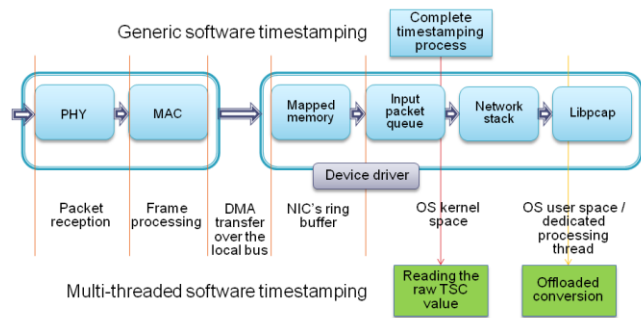 Generic software timestamping
Complete
timestamping
process
PHY
MAC
Mapped
memory
Input
packet
queue
Network
stack
Libpcap
Device driver
Packet
reception
Frame
processing
DMA
transfer
over the
local bus
NIC's ring
buffer
OS kernel
space
OS user space /
dedicated
processing
thread
Multi-threaded software timestamping
Reading the
raw TSC
value
Offloaded
conversion